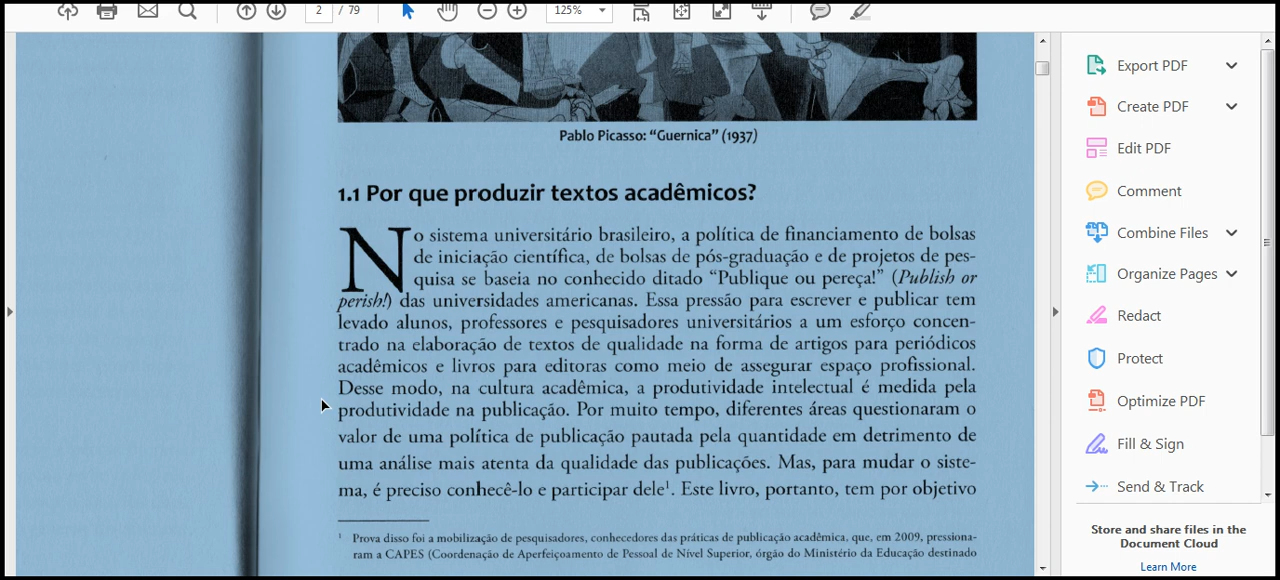 2 / 79
125%
Pablo Picasso: “Guernica” (1937)
1.1 Por que produzir textos acadêmicos?
No sistema universitário brasileiro, a política de financiamento de bolsas
de iniciação científica, de bolsas de pós-graduação e de projetos de pes-
quisa se baseia no conhecido ditado “Publique ou pereça!” (Publish or
perish!) das universidades americanas. Essa pressão para escrever e publicar tem
levado alunos, professores e pesquisadores universitários a um esforço concen-
trado na elaboração de textos de qualidade na forma de artigos para periódicos
acadêmicos e livros para editoras como meio de assegurar espaço profissional.
Desse modo, na cultura acadêmica, a produtividade intelectual é medida pela
produtividade na publicação. Por muito tempo, diferentes áreas questionaram o
valor de uma política de publicação pautada pela quantidade em detrimento de
uma análise mais atenta da qualidade das publicações. Mas, para mudar o siste-
ma, é preciso conhecê-lo e participar dele¹. Este livro, portanto, tem por objetivo
¹ Prova disso foi a mobilização de pesquisadores, conhecedores das práticas de publicação acadêmica, que, em 2009, pressiona-
ram a CAPES (Coordenação de Aperfeiçoamento de Pessoal de Nível Superior, órgão do Ministério da Educação destinado
Export PDF
Create PDF
Edit PDF
Comment
Combine Files
Organize Pages
Redact
Protect
Optimize PDF
Fill & Sign
Send & Track
Store and share files in the
Document Cloud
Learn More